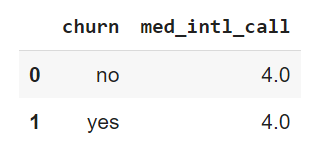 churn med_intl_call
0 no 4.0
1 yes 4.0